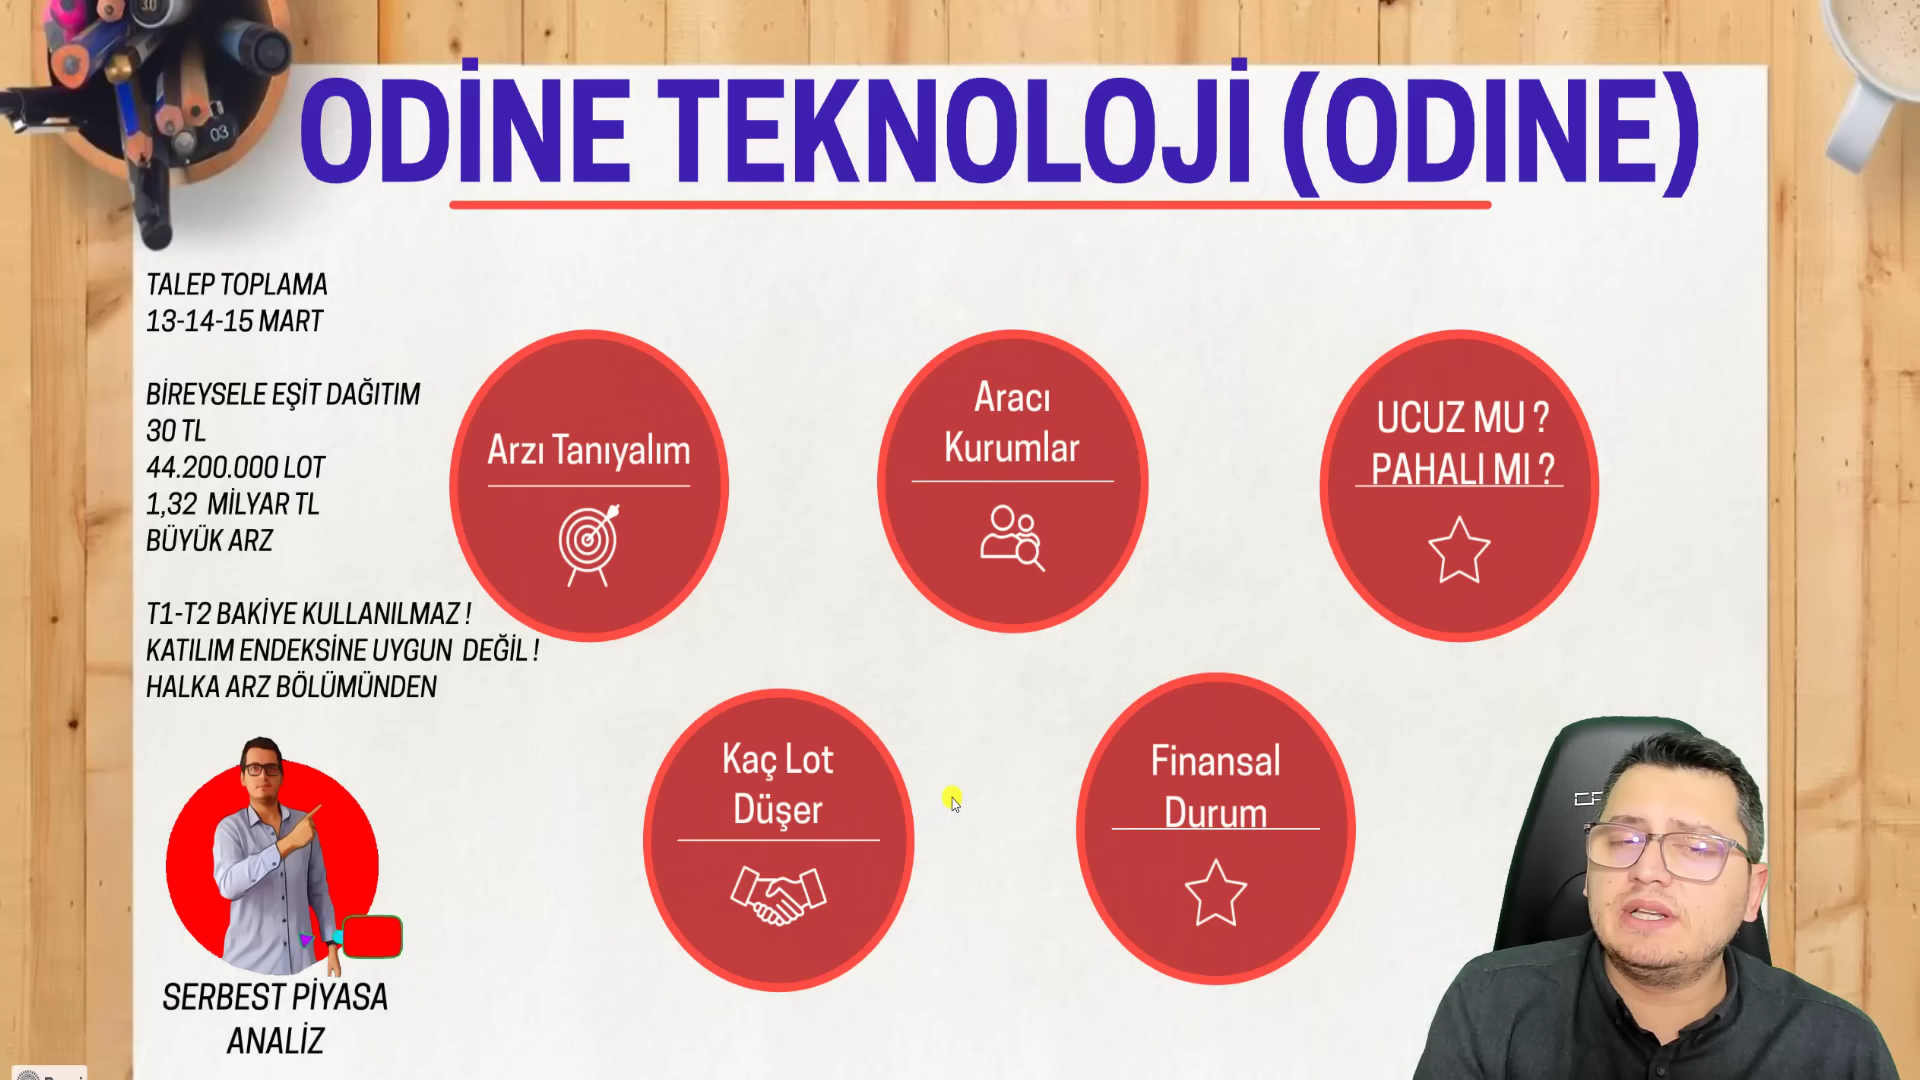 ODİNE TEKNOLOJİ (ODINE)
TALEP TOPLAMA
13-14-15 MART
BİREYSELE EŞİT DAĞITIM
30 TL
44.200.000 LOT
1,32 MİLYAR TL
BÜYÜK ARZ
T1-T2 BAKİYE KULLANILMAZ !
KATILIM ENDEKSİNE UYGUN DEĞİL !
HALKA ARZ BÖLÜMÜNDEN
Arzı Tanıyalım
Aracı
Kurumlar
UCUZ MU ?
PAHALI MI ?
Kaç Lot
Düşer
Finansal
Durum
SERBEST PİYASA
ANALİZ
03
3.0